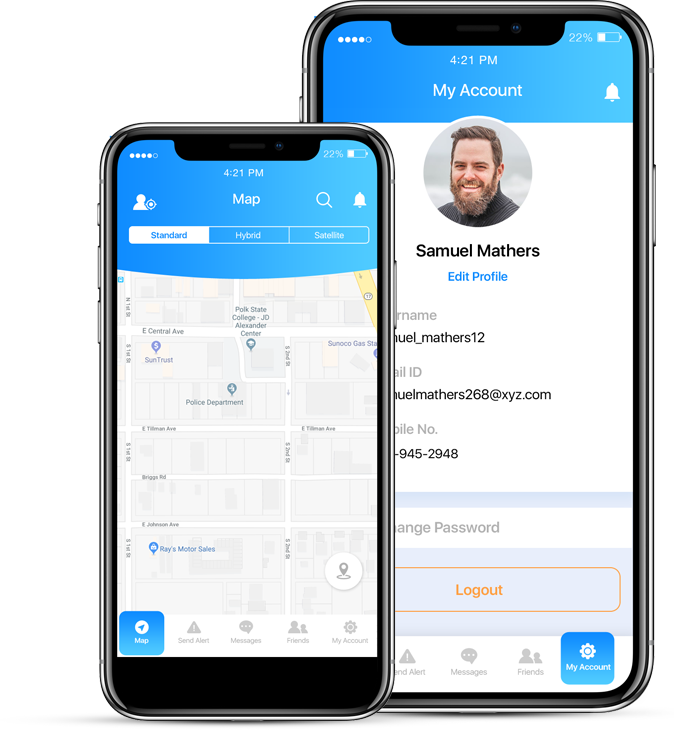 22%
4:21 PM
My Account
Samuel Mathers
Edit Profile
rname
uel_mathers12
ail ID
nuelmathers268@xyz.com
bile No.
-945-2948
ange Password
Logout
end Alert
Messages
Friends
My Account
22%
4:21 PM
Map
Standard
Hybrid
Satellite
17
N 1st St
Polk State
College - JD
Alexander
Center
E Central Ave
S 1st St
SunTrust
S 2nd St
Sunoco Gas Sta
Police Department
E Tillman Ave
E Tillman Ave
S 1st St
S 2nd St
Briggs Rd
E Johnson Ave
S 1st St
Ray's Motor Sales
S 2nd St
Map
Send Alert
Messages
Friends
My Account